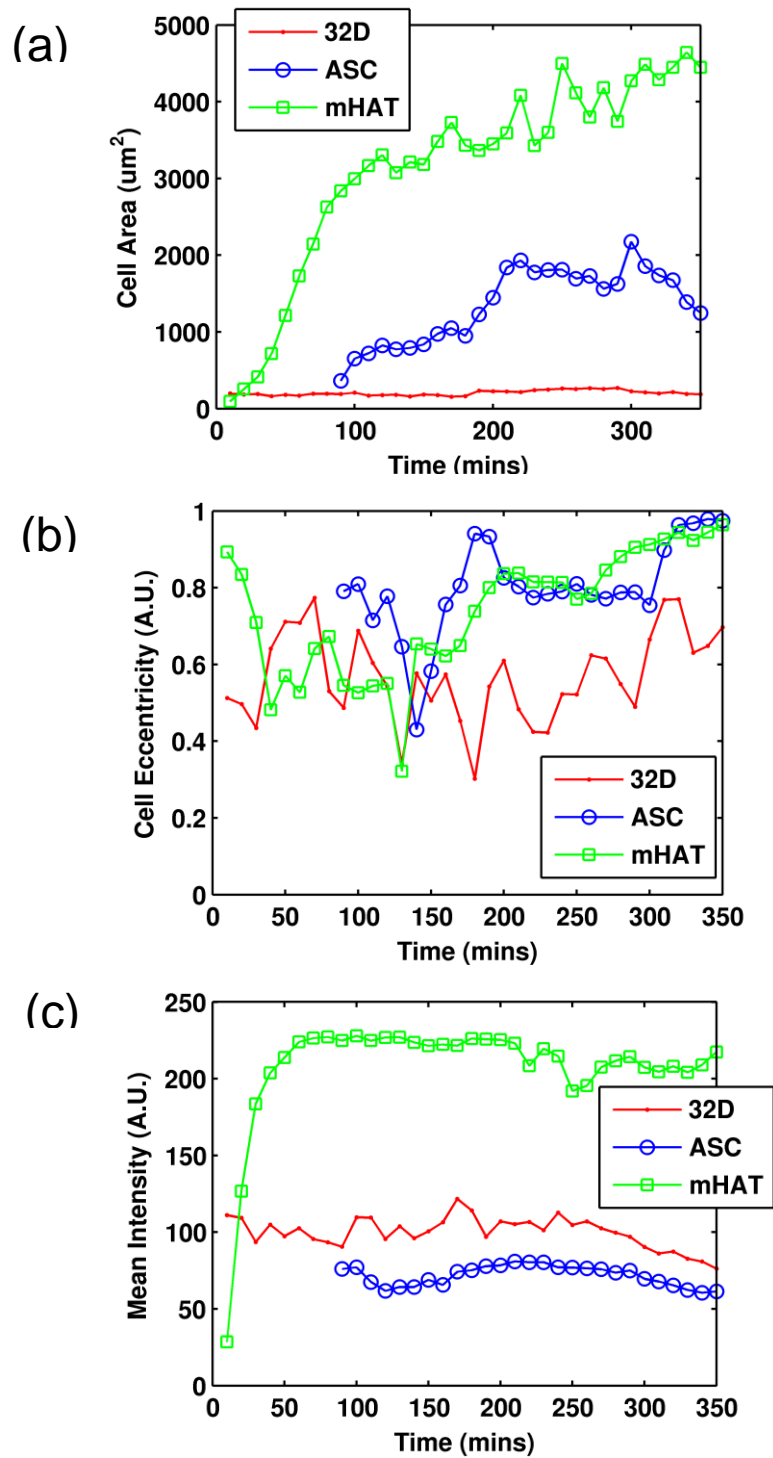 (a)
32D
ASC
mHAT
5000
4000
3000
2000
1000
0
Cell Area (um²)
0 100 200 300
Time (mins)
(b)
1
0.8
0.6
0.4
0.2
0
Cell Eccentricity (A.U.)
32D
ASC
mHAT
0 50 100 150 200 250 300 350
Time (mins)
(c)
250
200
150
100
50
0
Mean Intensity (A.U.)
32D
ASC
mHAT
0 50 100 150 200 250 300 350
Time (mins)